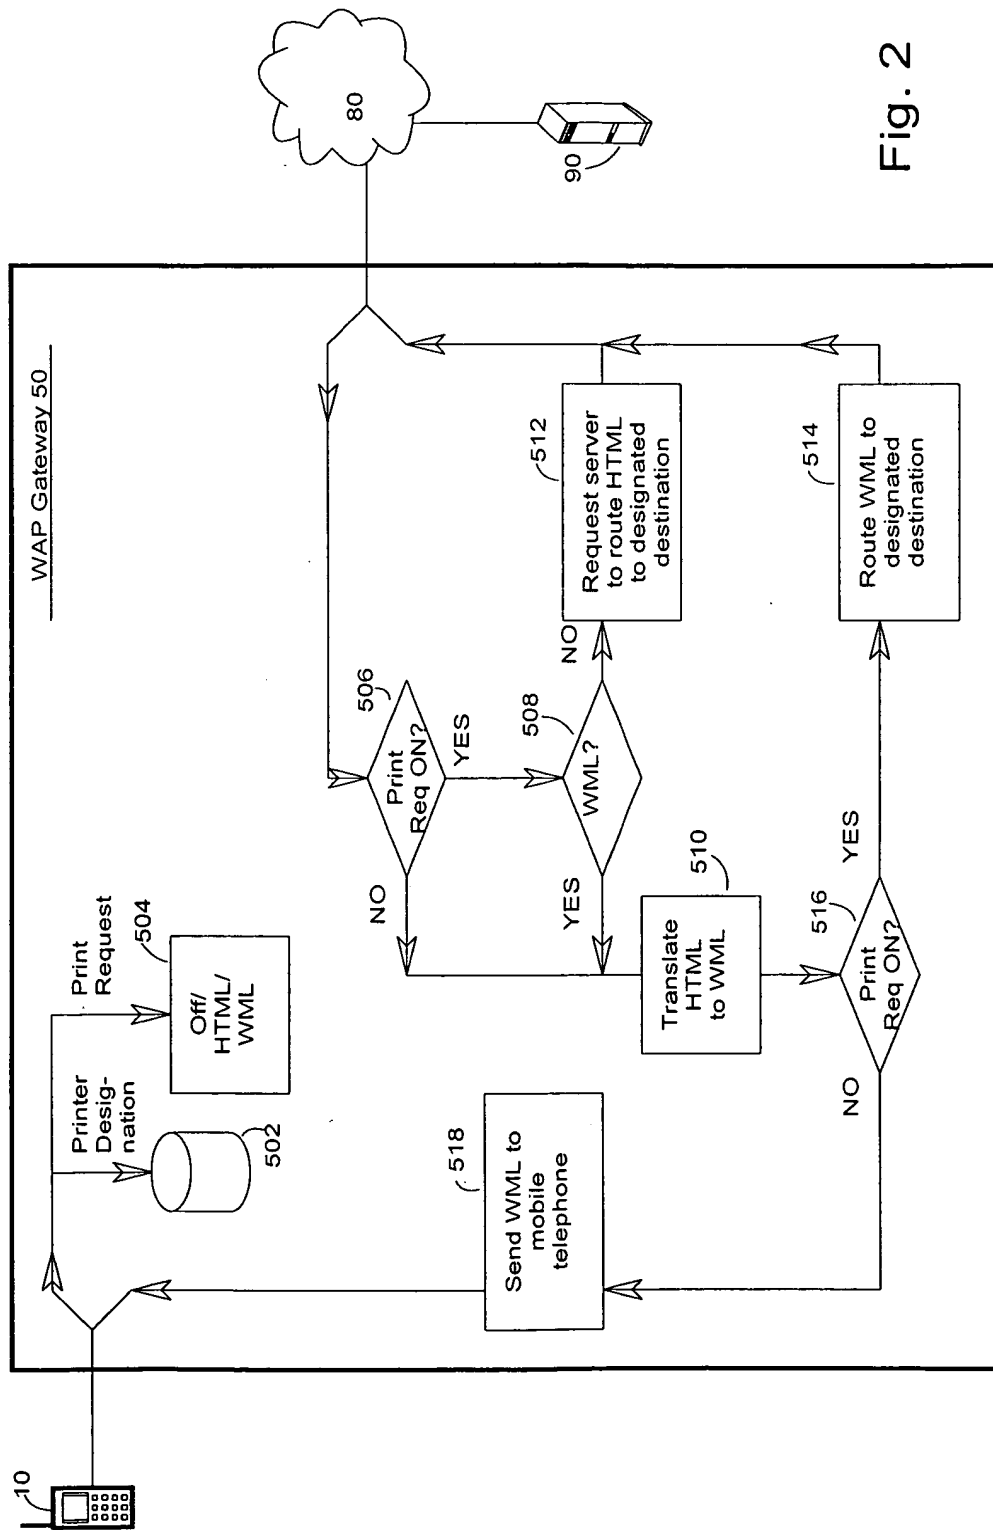 10
WAP Gateway 50
Printer
Desig-
nation
Print
Request
502
504
Off/
HTML/
WML
80
90
506
Print
Req ON?
NO
YES
508
WML?
YES
NO
512
Request server
to route HTML
to designated
destination
510
Translate
HTML
to WML
518
Send WML to
mobile
telephone
516
Print
Req ON?
NO
YES
514
Route WML to
designated
destination
Fig. 2